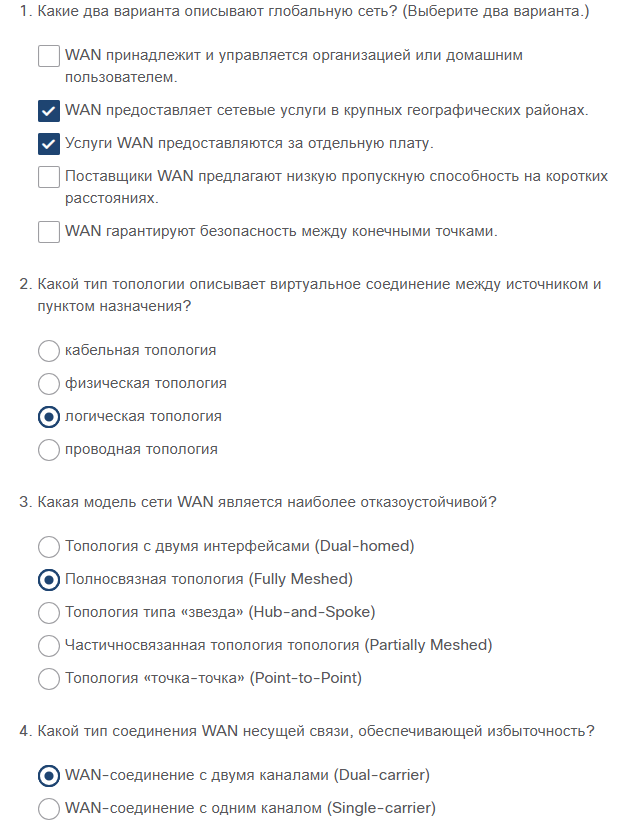 1. Какие два варианта описывают глобальную сеть? (Выберите два варианта.)
WAN принадлежит и управляется организацией или домашним
пользователем.
WAN предоставляет сетевые услуги в крупных географических районах.
Услуги WAN предоставляются за отдельную плату.
Поставщики WAN предлагают низкую пропускную способность на коротких
расстояниях.
WAN гарантируют безопасность между конечными точками.
2. Какой тип топологии описывает виртуальное соединение между источником и
пунктом назначения?
кабельная топология
физическая топология
логическая топология
проводная топология
3. Какая модель сети WAN является наиболее отказоустойчивой?
Топология с двумя интерфейсами (Dual-homed)
Полносвязная топология (Fully Meshed)
Топология типа «звезда» (Hub-and-Spoke)
Частичносвязанная топология топология (Partially Meshed)
Топология «точка-точка» (Point-to-Point)
4. Какой тип соединения WAN несущей связи, обеспечивающей избыточность?
WAN-соединение с двумя каналами (Dual-carrier)
WAN-соединение с одним каналом (Single-carrier)